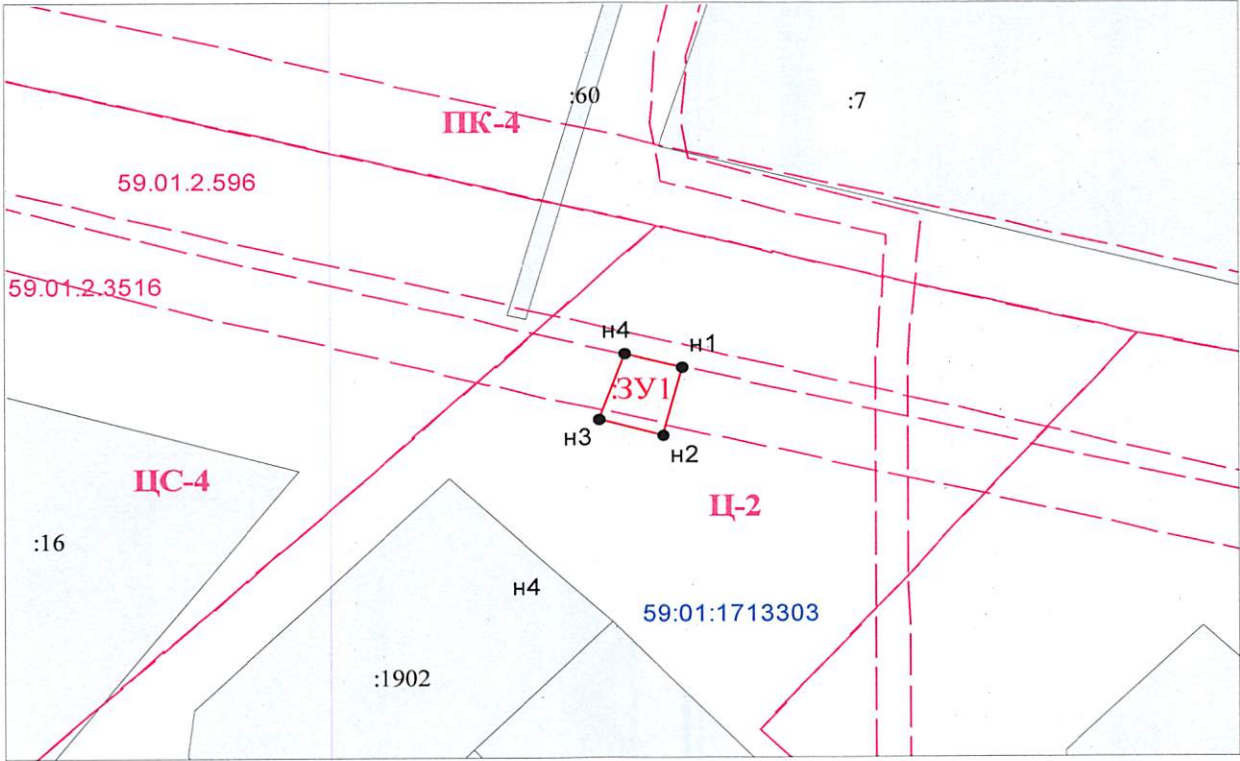 :60
:7
ПК-4
59.01.2.596
59.01.2.3516
н4
н1
:ЗУ1
н3
н2
ЦС-4
Ц-2
:16
н4
59:01:1713303
:1902